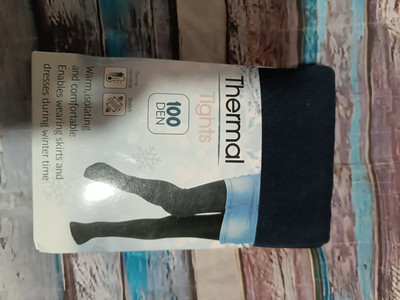 Thermal
Tights
100
DEN
Warm, isolating
and comfortable
Enables wearing skirts and
dresses during winter time